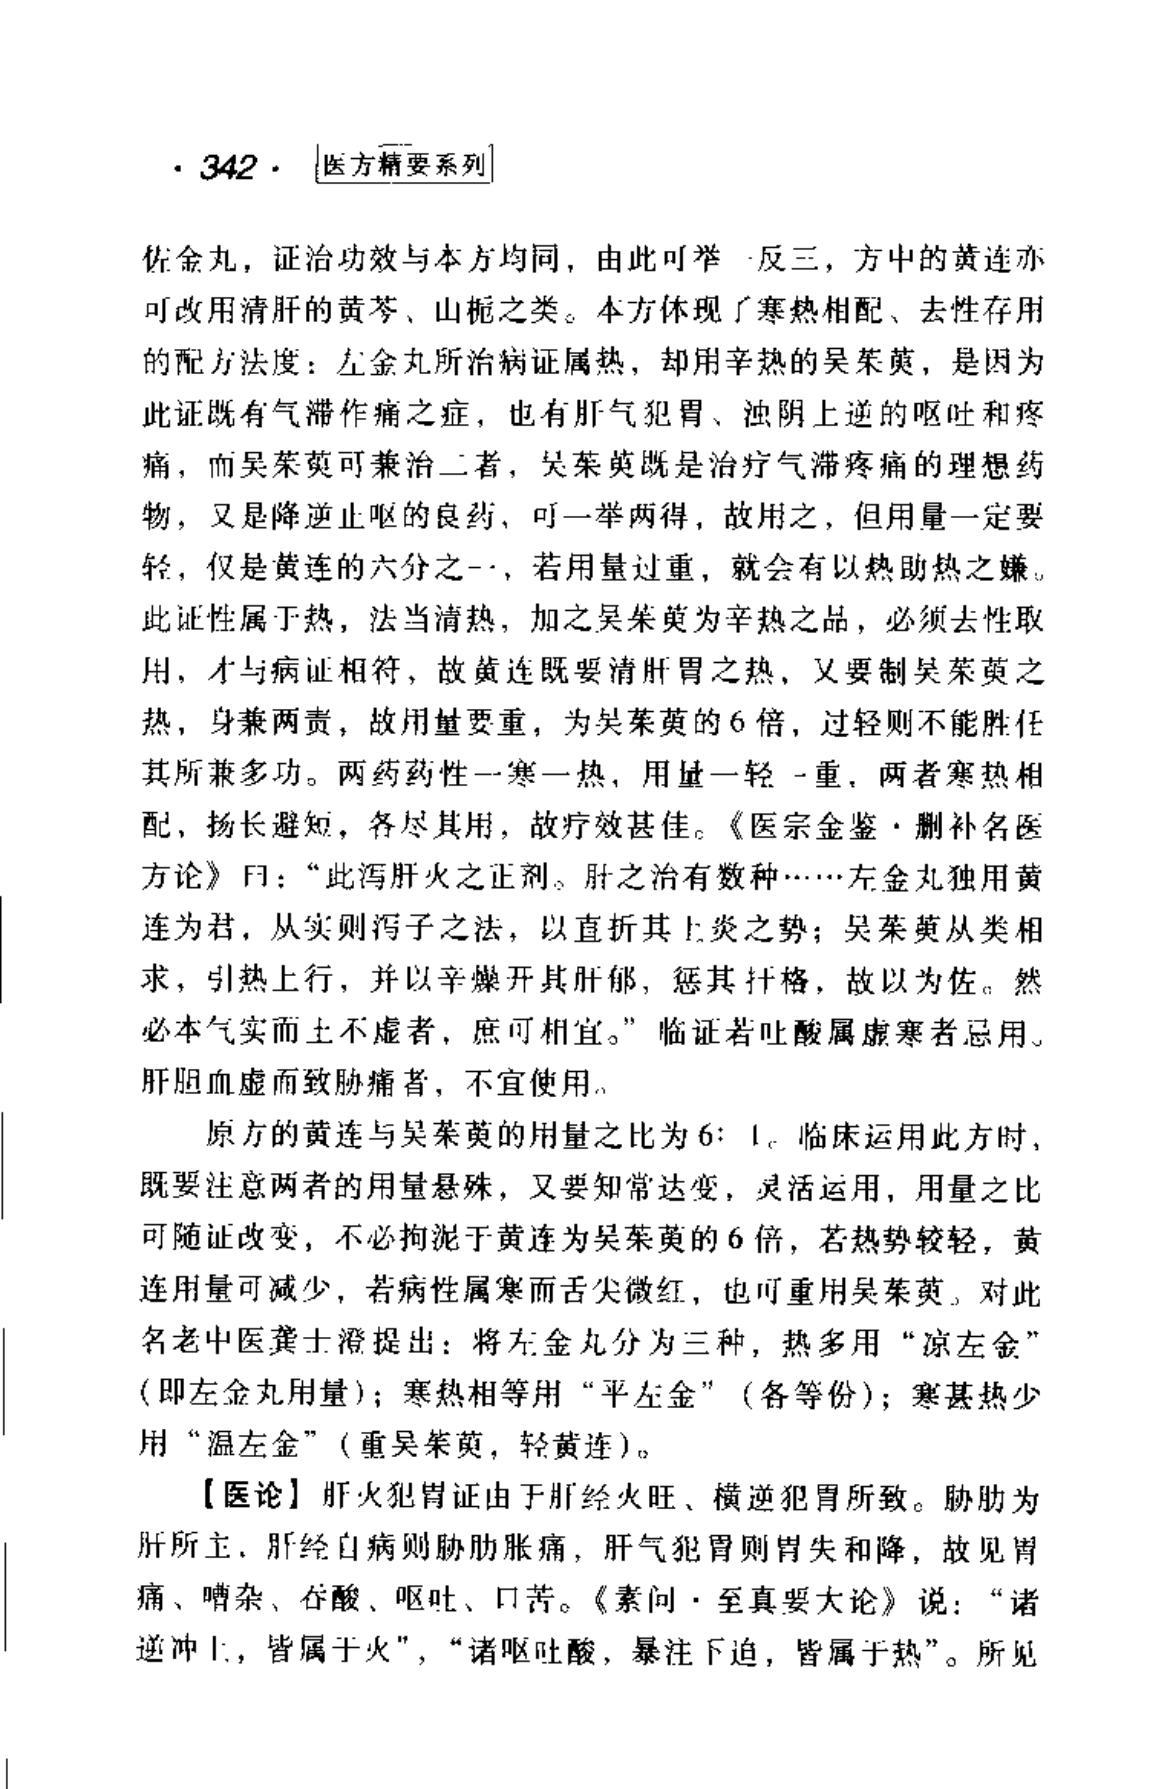 ·342· 医方精要系列
佐金丸，证治功效与本方均同，由此可举一反三，方中的黄连亦
可改用清肝的黄芩、山栀之类。本方体现了寒热相配、去性存用
的配方法度：左金丸所治病证属热，却用辛热的吴茱萸，是因为
此证既有气滞作痛之症，也有肝气犯胃、浊阴上逆的呕吐和疼
痛，而吴茱萸可兼治二者，吴茱萸既是治疗气滞疼痛的理想药
物，又是降逆止呕的良药，可一举两得，故用之，但用量一定要
轻，仅是黄连的六分之一，若用量过重，就会有以热助热之嫌。
此证性属于热，法当清热，加之吴茱萸为辛热之品，必须去性取
用，才与病证相符，故黄连既要清肝胃之热，又要制吴茱萸之
热，身兼两责，故用量要重，为吴茱萸的6倍，过轻则不能胜任
其所兼多功。两药药性一寒一热，用量一轻一重，两者寒热相
配，扬长避短，各尽其用，故疗效甚佳。《医宗金鉴·删补名医
方论》曰：“此泻肝火之正剂。肝之治有数种……左金丸独用黄
连为君，从实则泻子之法，以直折其上炎之势；吴茱萸从类相
求，引热上行，并以辛燥开其肝郁，惩其扞格，故以为佐。然
必本气实而土不虚者，庶可相宜。”临证若吐酸属虚寒者忌用。
肝胆血虚而致胁痛者，不宜使用。
原方的黄连与吴茱萸的用量之比为6：1。临床运用此方时，
既要注意两者的用量悬殊，又要知常达变，灵活运用，用量之比
可随证改变，不必拘泥于黄连为吴茱萸的6倍，若热势较轻，黄
连用量可减少，若病性属寒而舌尖微红，也可重用吴茱萸。对此
名老中医龚士澄提出：将左金丸分为三种，热多用“凉左金”
（即左金丸用量）；寒热相等用“平左金”（各等份）；寒甚热少
用“温左金”（重吴茱萸，轻黄连）。
【医论】肝火犯胃证由于肝经火旺、横逆犯胃所致。胁肋为
肝所主，肝经自病则胁肋胀痛，肝气犯胃则胃失和降，故见胃
痛、嘈杂、吞酸、呕吐、口苦。《素问·至真要大论》说：“诸
逆冲上，皆属于火”，“诸呕吐酸，暴注下迫，皆属于热”。所见